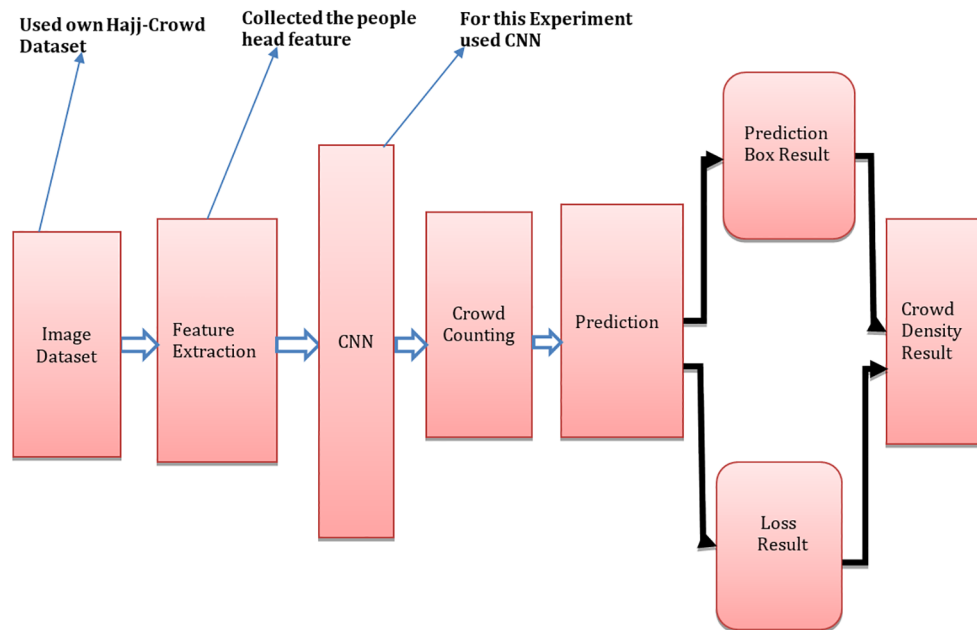 Used own Hajj-Crowd
Dataset
Collected the people
head feature
For this Experiment
used CNN
Image
Dataset
Feature
Extraction
CNN
Crowd
Counting
Prediction
Prediction
Box Result
Loss
Result
Crowd
Density
Result